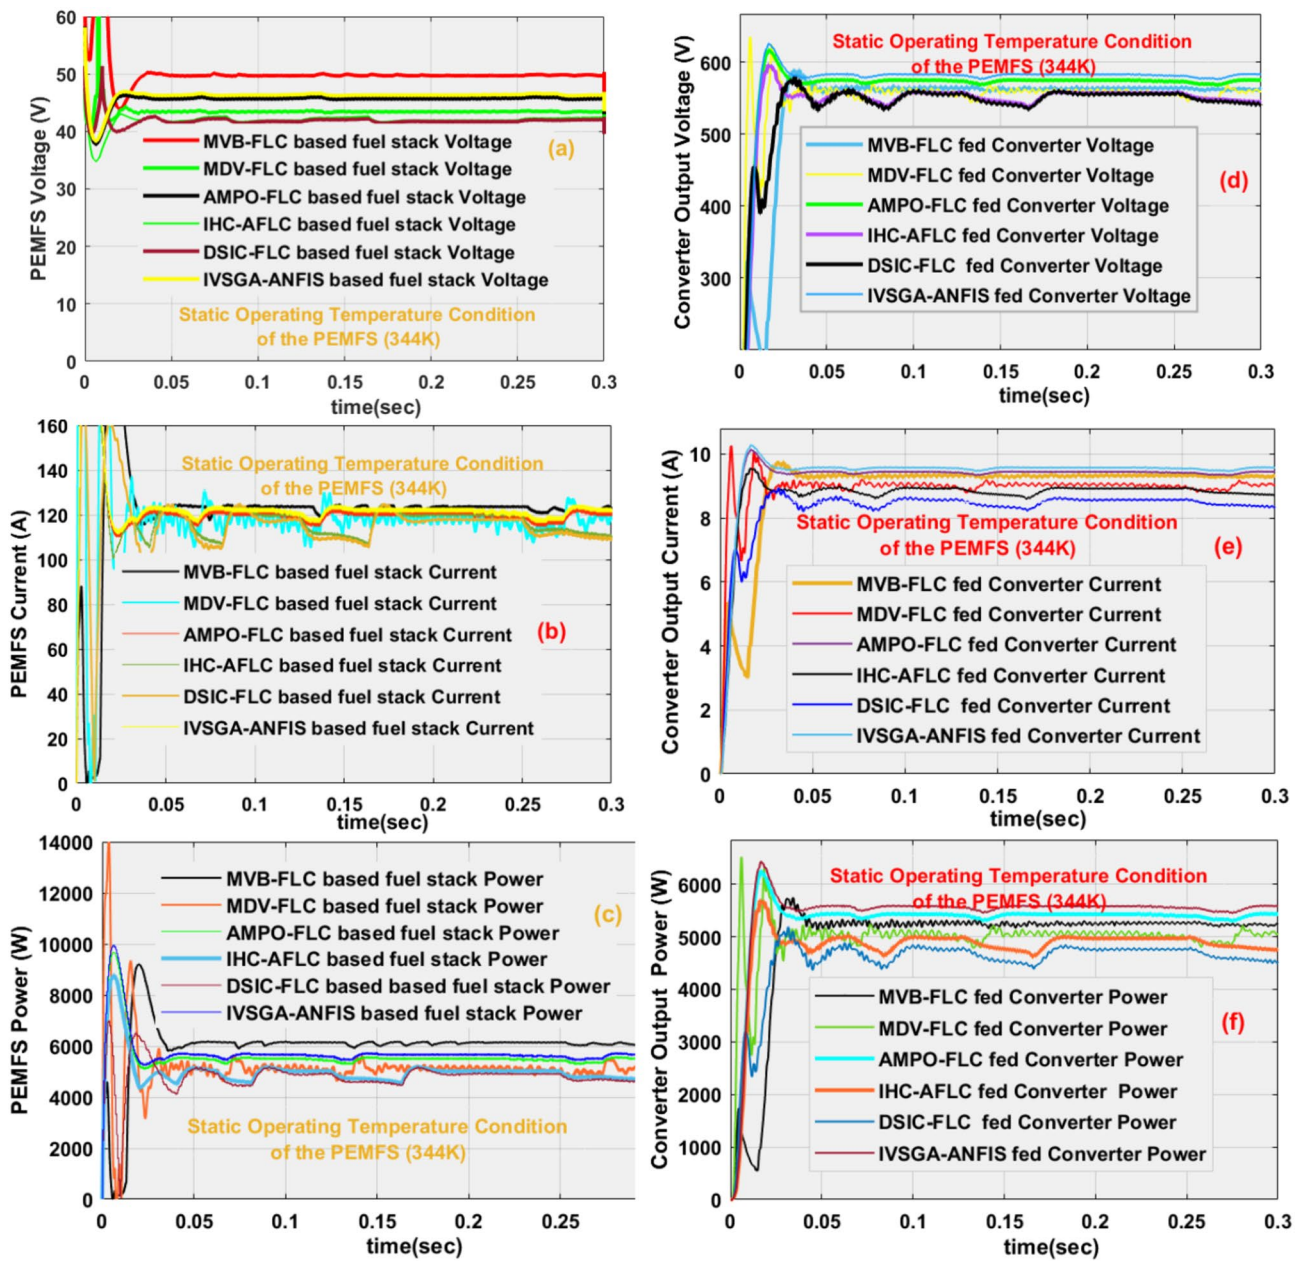 60
50
40
30
20
10
0
PEMFS Voltage (V)
MVB-FLC based fuel stack Voltage
MDV-FLC based fuel stack Voltage
AMPO-FLC based fuel stack Voltage
IHC-AFLC based fuel stack Voltage
DSIC-FLC based fuel stack Voltage
IVSGA-ANFIS based fuel stack Voltage
(a)
Static Operating Temperature Condition
of the PEMFS (344K)
0 0.05 0.1 0.15 0.2 0.25 0.3
time(sec)
600
500
400
300
Converter Output Voltage (V)
Static Operating Temperature Condition
of the PEMFS (344K)
MVB-FLC fed Converter Voltage
MDV-FLC fed Converter Voltage
AMPO-FLC fed Converter Voltage
IHC-AFLC fed Converter Voltage
DSIC-FLC fed Converter Voltage
IVSGA-ANFIS fed Converter Voltage
(d)
0 0.05 0.1 0.15 0.2 0.25 0.3
time(sec)
160
140
120
100
80
60
40
20
0
PEMFS Current (A)
Static Operating Temperature Condition
of the PEMFS (344K)
MVB-FLC based fuel stack Current
MDV-FLC based fuel stack Current
AMPO-FLC based fuel stack Current
IHC-AFLC based fuel stack Current
DSIC-FLC based fuel stack Current
IVSGA-ANFIS based fuel stack Current
(b)
0 0.05 0.1 0.15 0.2 0.25 0.3
time(sec)
10
8
6
4
2
0
Converter Output Current (A)
Static Operating Temperature Condition
of the PEMFS (344K)
(e)
MVB-FLC fed Converter Current
MDV-FLC fed Converter Current
AMPO-FLC fed Converter Current
IHC-AFLC fed Converter Current
DSIC-FLC fed Converter Current
IVSGA-ANFIS fed Converter Current
0 0.05 0.1 0.15 0.2 0.25 0.3
time(sec)
14000
12000
10000
8000
6000
4000
2000
0
PEMFS Power (W)
MVB-FLC based fuel stack Power
MDV-FLC based fuel stack Power
AMPO-FLC based fuel stack Power
IHC-AFLC based fuel stack Power
DSIC-FLC based based fuel stack Power
IVSGA-ANFIS based fuel stack Power
(c)
Static Operating Temperature Condition
of the PEMFS (344K)
0 0.05 0.1 0.15 0.2 0.25
time(sec)
6000
5000
4000
3000
2000
1000
0
Converter Output Power (W)
Static Operating Temperature Condition
of the PEMFS (344K)
MVB-FLC fed Converter Power
MDV-FLC fed Converter Power
AMPO-FLC fed Converter Power
IHC-AFLC fed Converter Power
DSIC-FLC fed Converter Power
IVSGA-ANFIS fed Converter Power
(f)
0 0.05 0.1 0.15 0.2 0.25 0.3
time(sec)